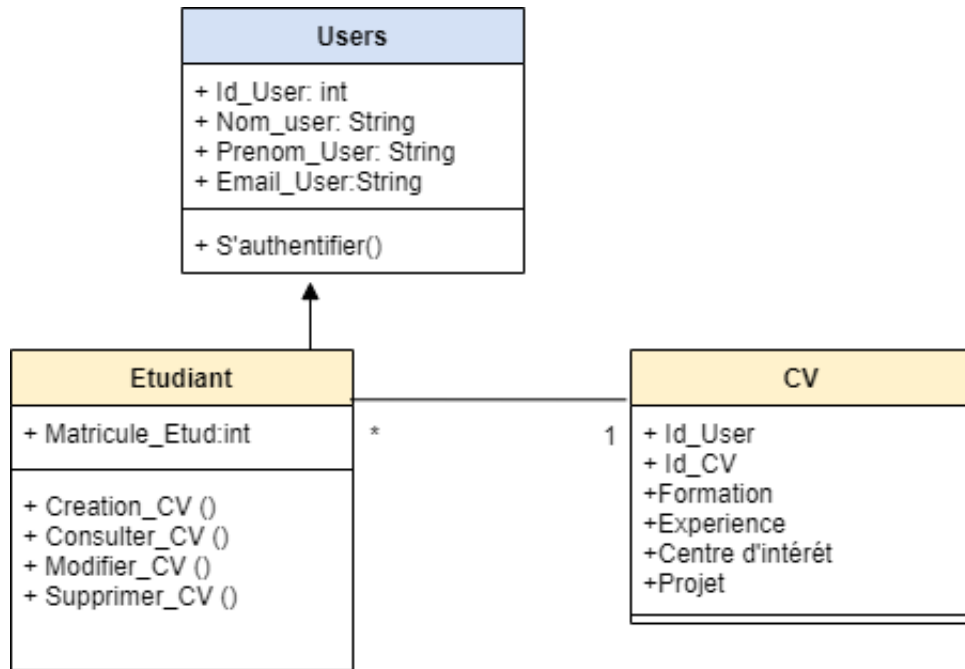 Users
+ Id_User: int
+ Nom_user: String
+ Prenom_User: String
+ Email_User:String
+ S'authentifier()
Etudiant
+ Matricule_Etud:int
+ Creation_CV ()
+ Consulter_CV ()
+ Modifier_CV ()
+ Supprimer_CV ()
*
1
CV
+ Id_User
+ Id_CV
+Formation
+Experience
+Centre d'intérét
+Projet